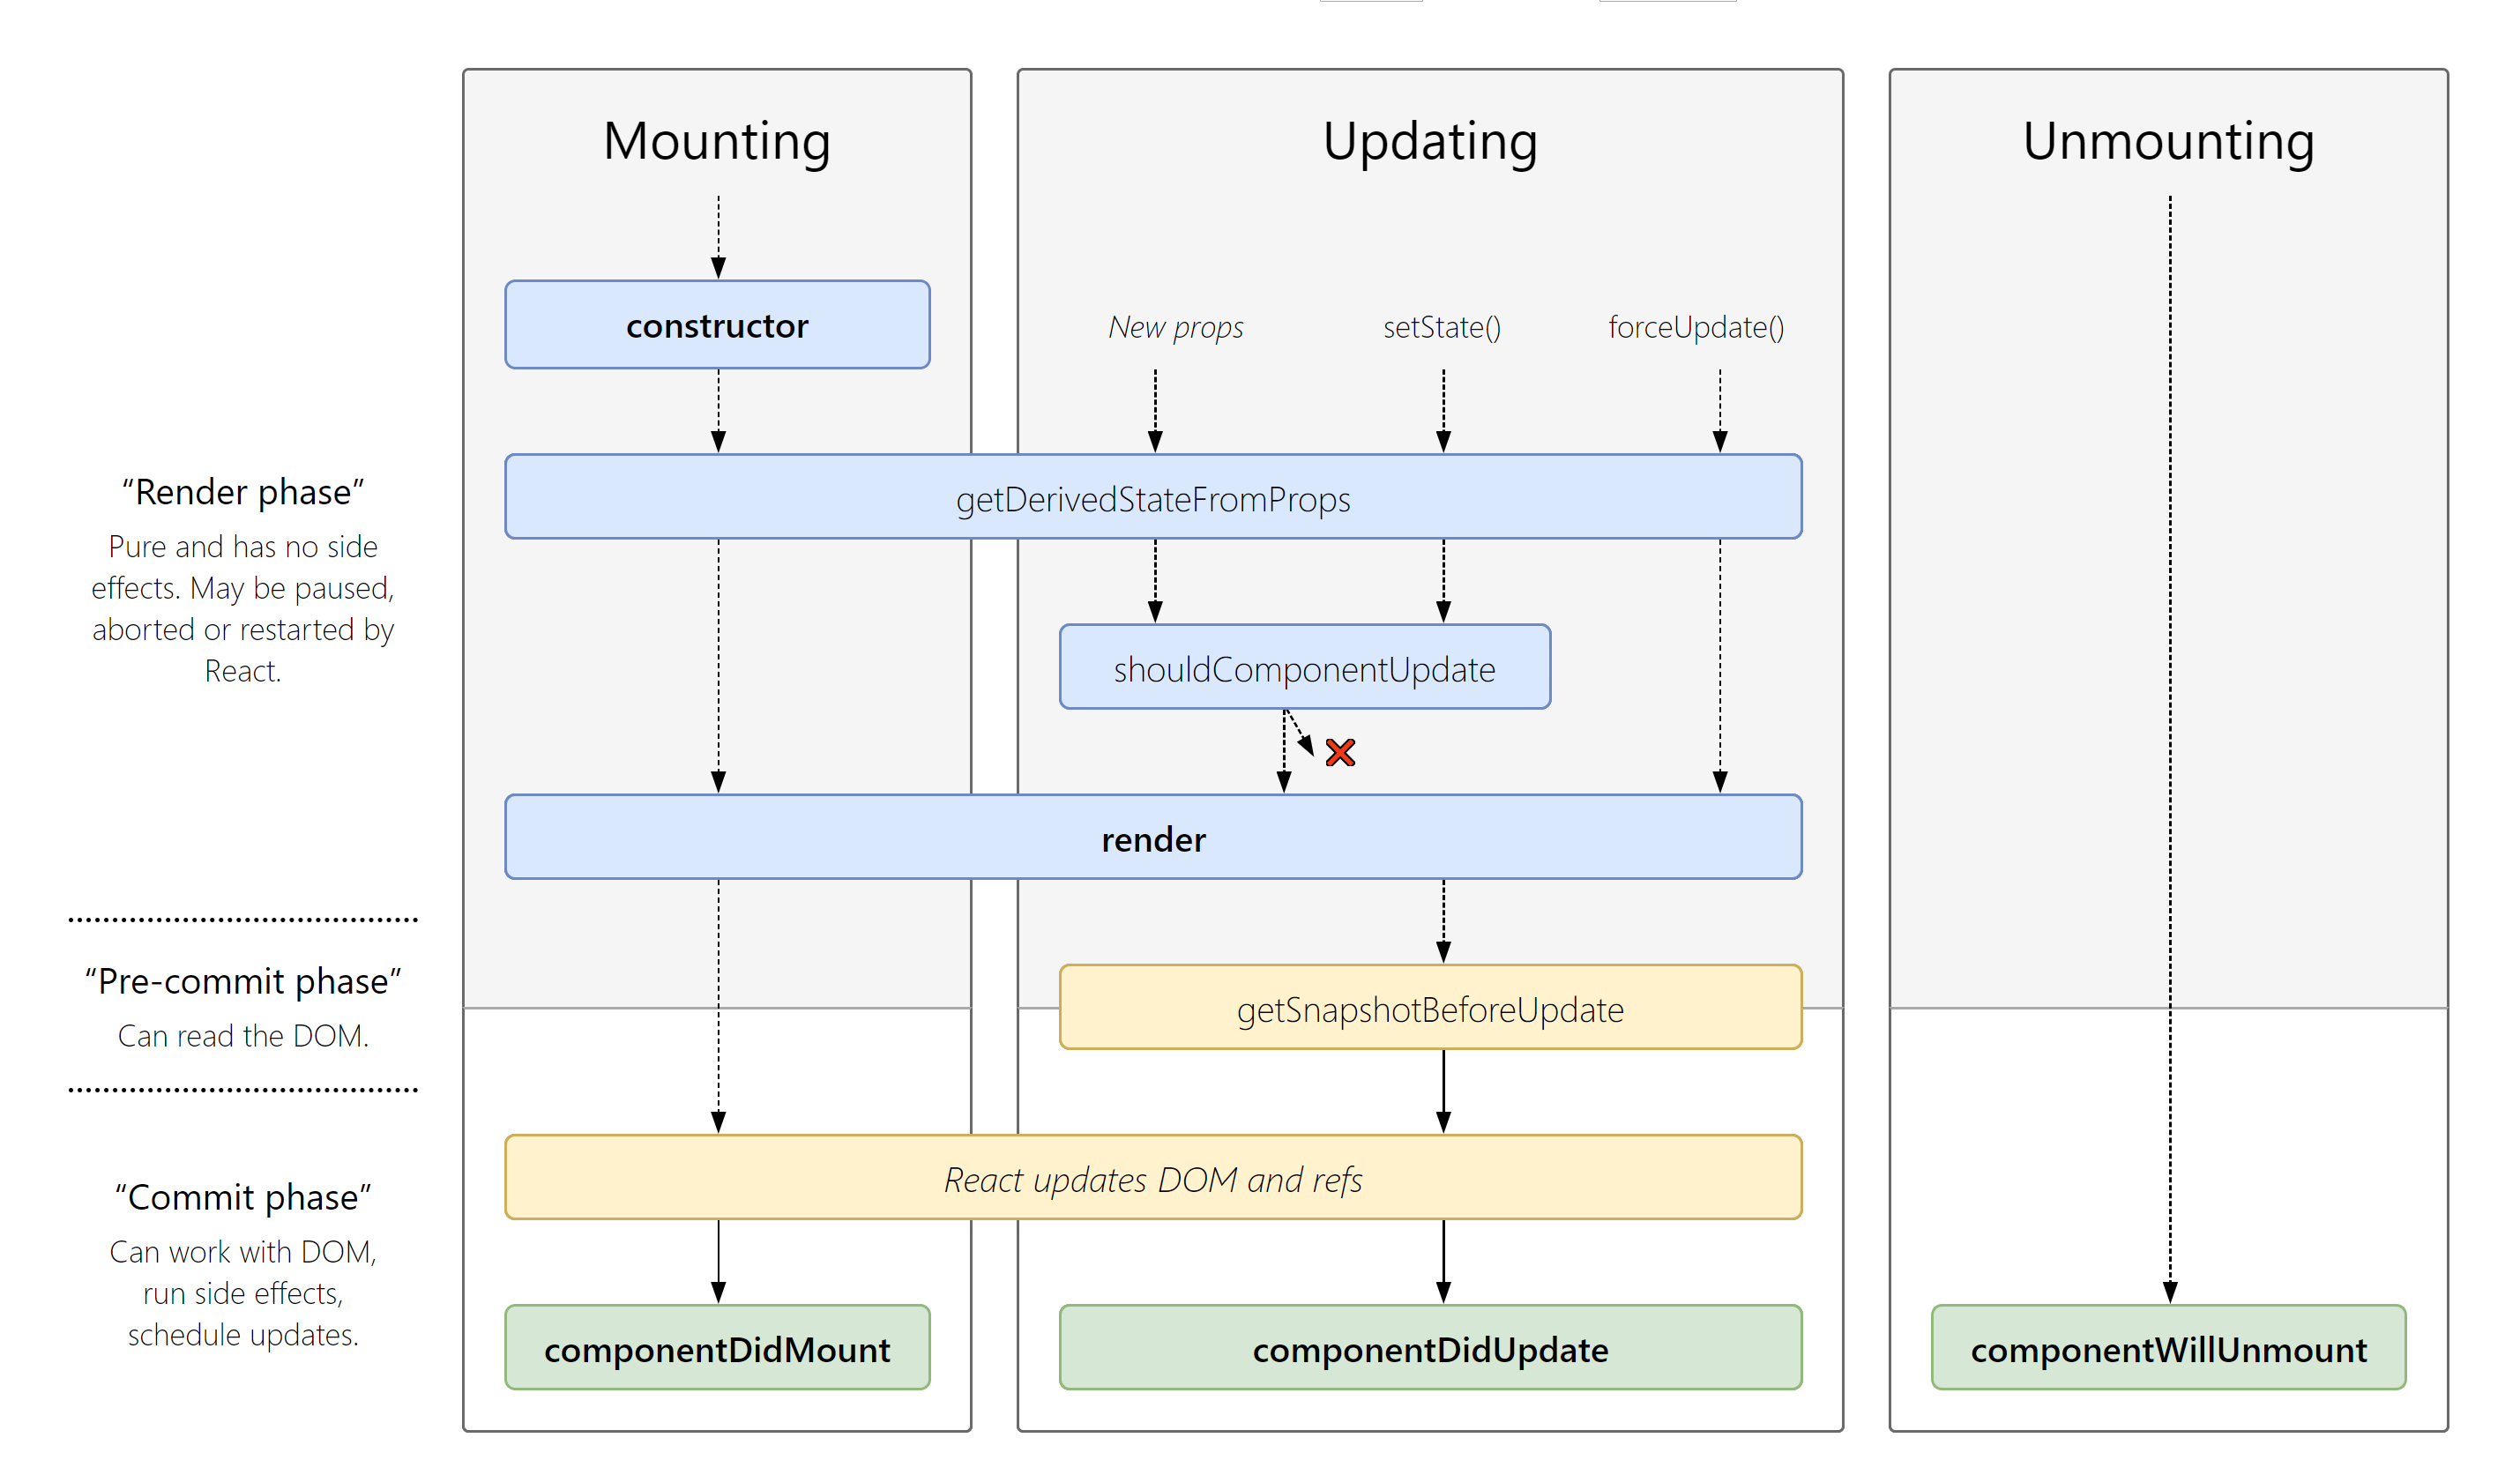 Mounting
Updating
Unmounting
constructor
New props
setState()
forceUpdate()
“Render phase”
Pure and has no side
effects. May be paused,
aborted or restarted by
React.
getDerivedStateFromProps
shouldComponentUpdate
render
“Pre-commit phase”
Can read the DOM.
getSnapshotBeforeUpdate
“Commit phase”
Can work with DOM,
run side effects,
schedule updates.
React updates DOM and refs
componentDidMount
componentDidUpdate
componentWillUnmount